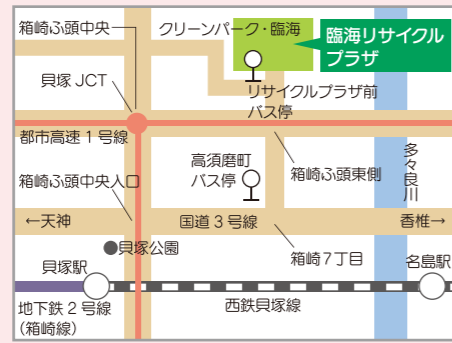 箱崎ふ頭中央
クリーンパーク・臨海
臨海リサイクル
プラザ
貝塚JCT
リサイクルプラザ前
バス停
都市高速1号線
高須磨町
バス停
箱崎ふ頭東側
多々良川
箱崎ふ頭中央入口
←天神
国道3号線
香椎→
●貝塚公園
箱崎7丁目
貝塚駅
名島駅
地下鉄2号線
(箱崎線)
西鉄貝塚線